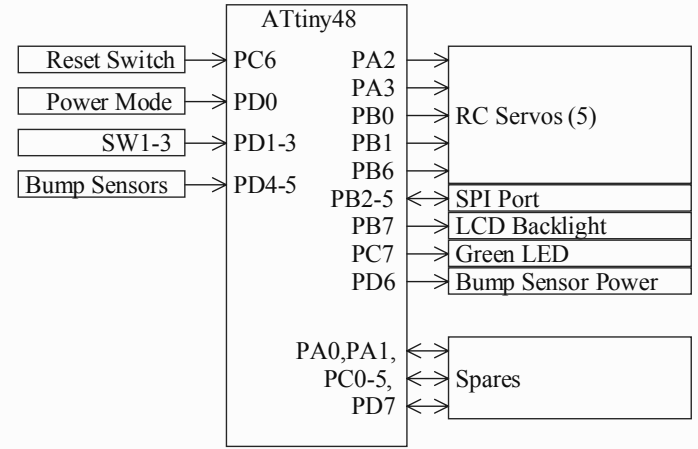 ATtiny48
Reset Switch PC6 PA2
PA3
Power Mode PD0 PB0 RC Servos (5)
SW1-3 PD1-3 PB1
PB6
Bump Sensors PD4-5
PB2-5 SPI Port
PB7 LCD Backlight
PC7 Green LED
PD6 Bump Sensor Power
PA0,PA1,
PC0-5, Spares
PD7